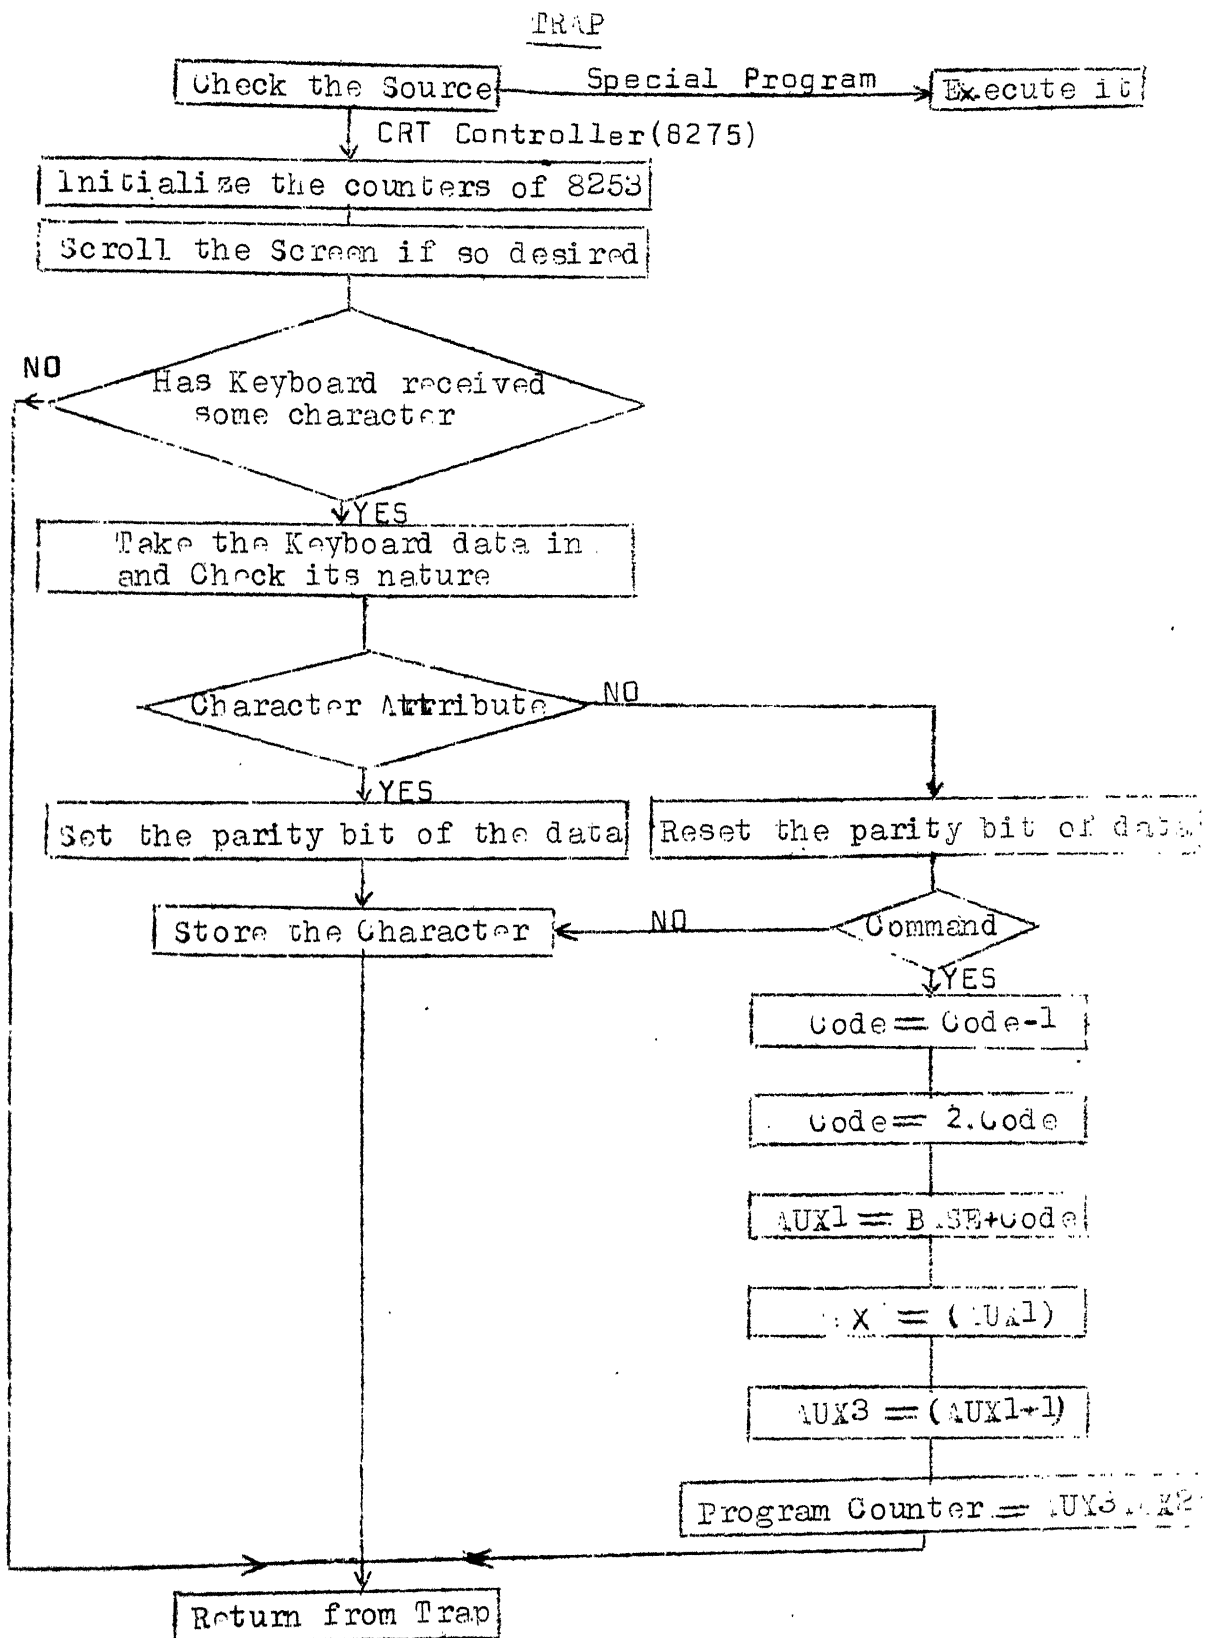 TRAP
Check the Source
Special Program
Execute it
CRT Controller(8275)
Initialize the counters of 8253
Scroll the Screen if so desired
NO
Has Keyboard received
some character
YES
Take the Keyboard data in
and Check its nature
Character Attribute
NO
YES
Set the parity bit of the data
Reset the parity bit of data
Store the Character
NO
Command
YES
Code = Code-1
Code = 2.Code
AUX1 = BASE+Code
= (AUX1)
AUX3 = (AUX1+1)
Program Counter =
Return from Trap